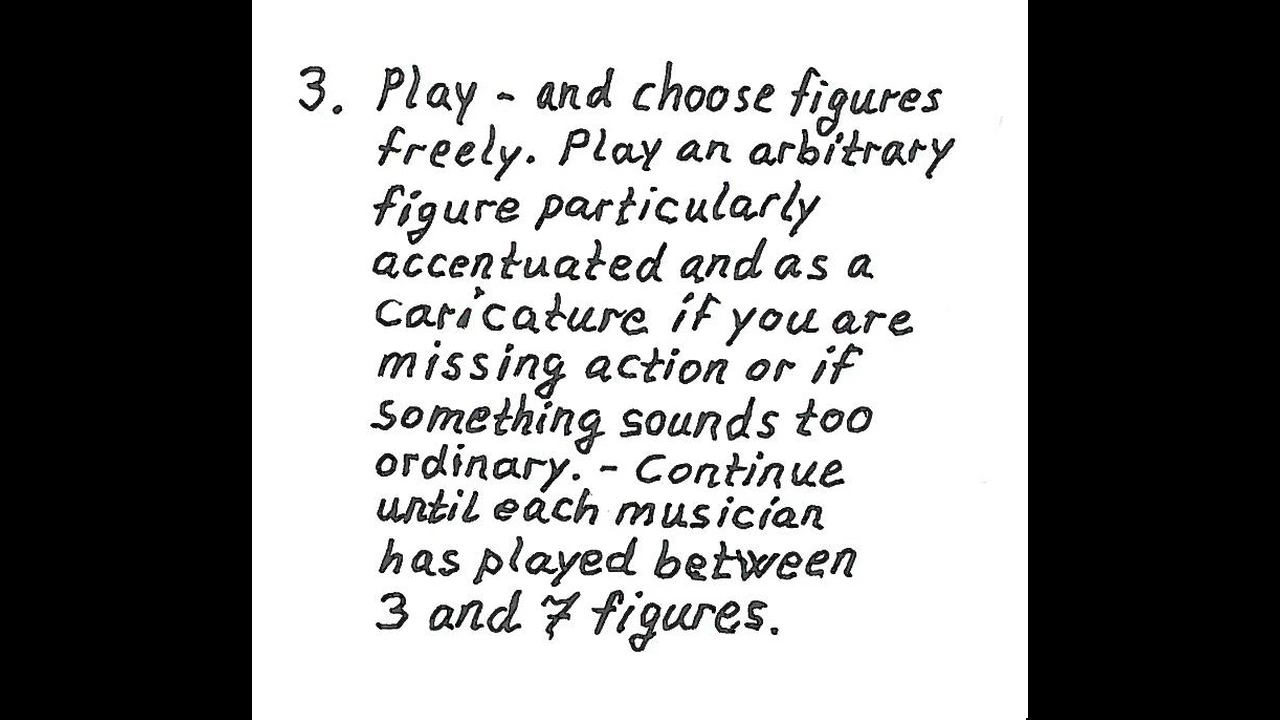 3. Play - and choose figures
freely. Play an arbitrary
figure particularly
accentuated and as a
caricature if you are
missing action or if
something sounds too
ordinary. - Continue
until each musician
has played between
3 and 7 figures.